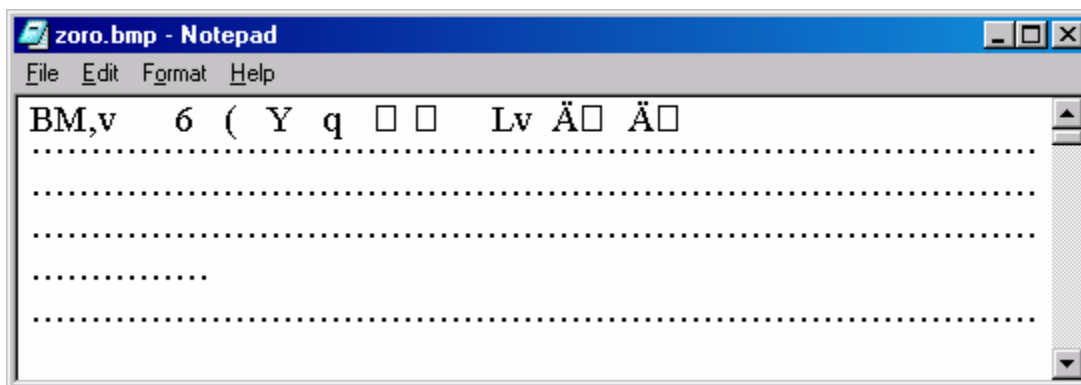 zoro.bmp - Notepad
File Edit Format Help
BM,v 6 ( Y q □ □ Lv Ä□ Ä□
....................................................................
....................................................................
....................................................................
...............
....................................................................